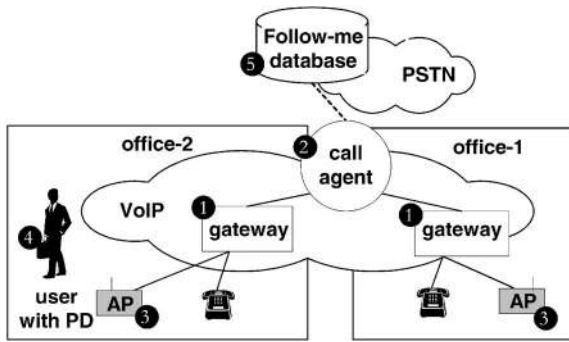 Follow-me
database
5
PSTN
office-2
2
call
agent
office-1
1
VoIP
gateway
1
gateway
4
user
with PD
AP
3
AP
3